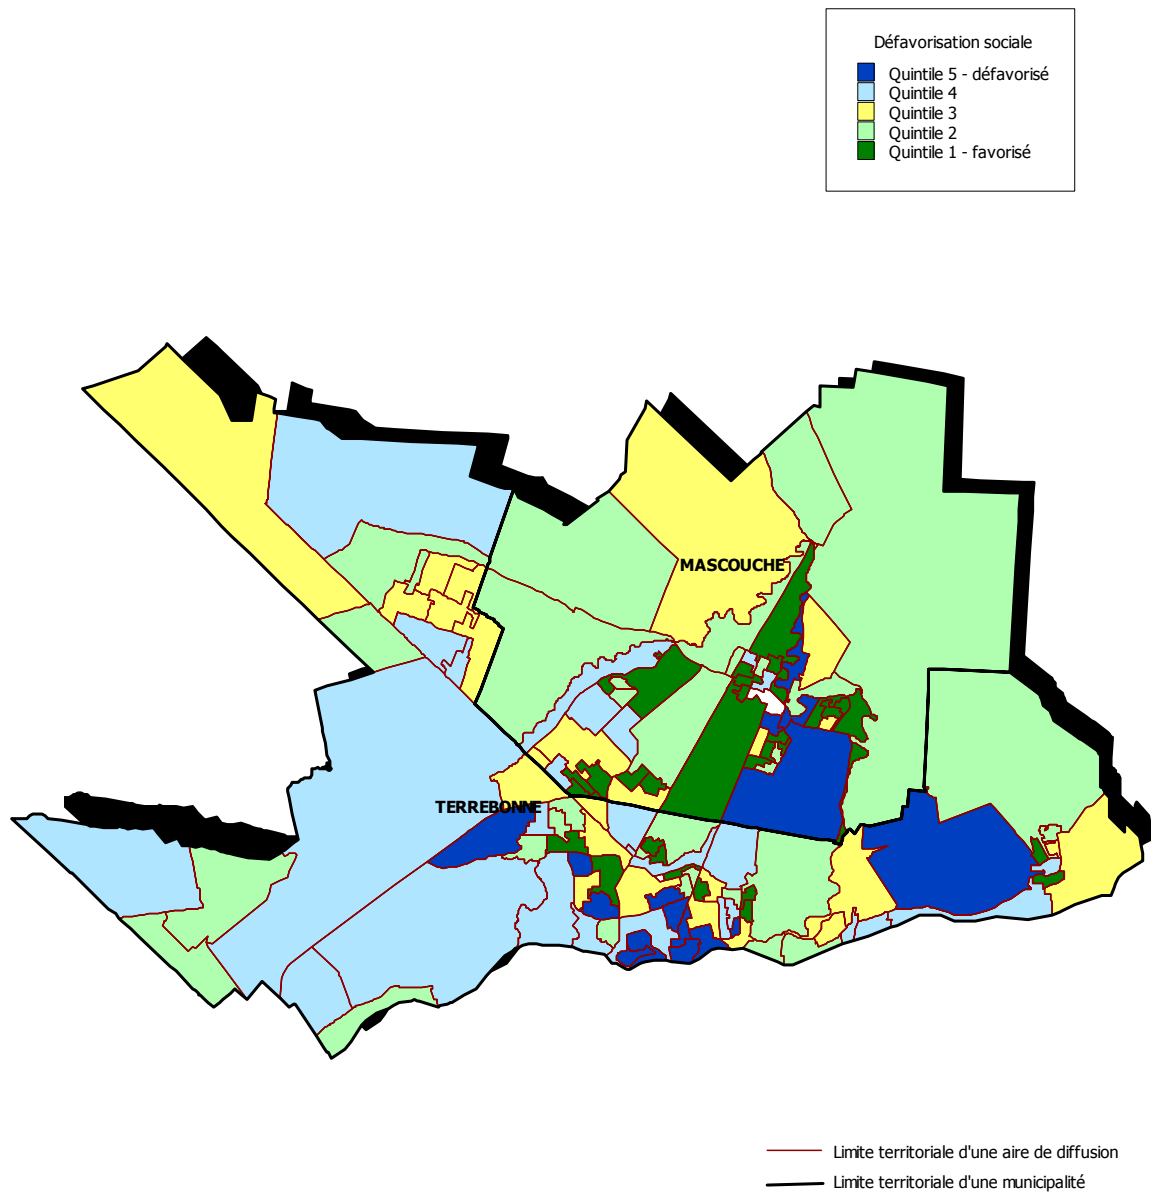 Défavorisation sociale
Quintile 5 - défavorisé
Quintile 4
Quintile 3
Quintile 2
Quintile 1 - favorisé
MASCOUCHE
TERREBONNE
Limite territoriale d'une aire de diffusion
Limite territoriale d'une municipalité